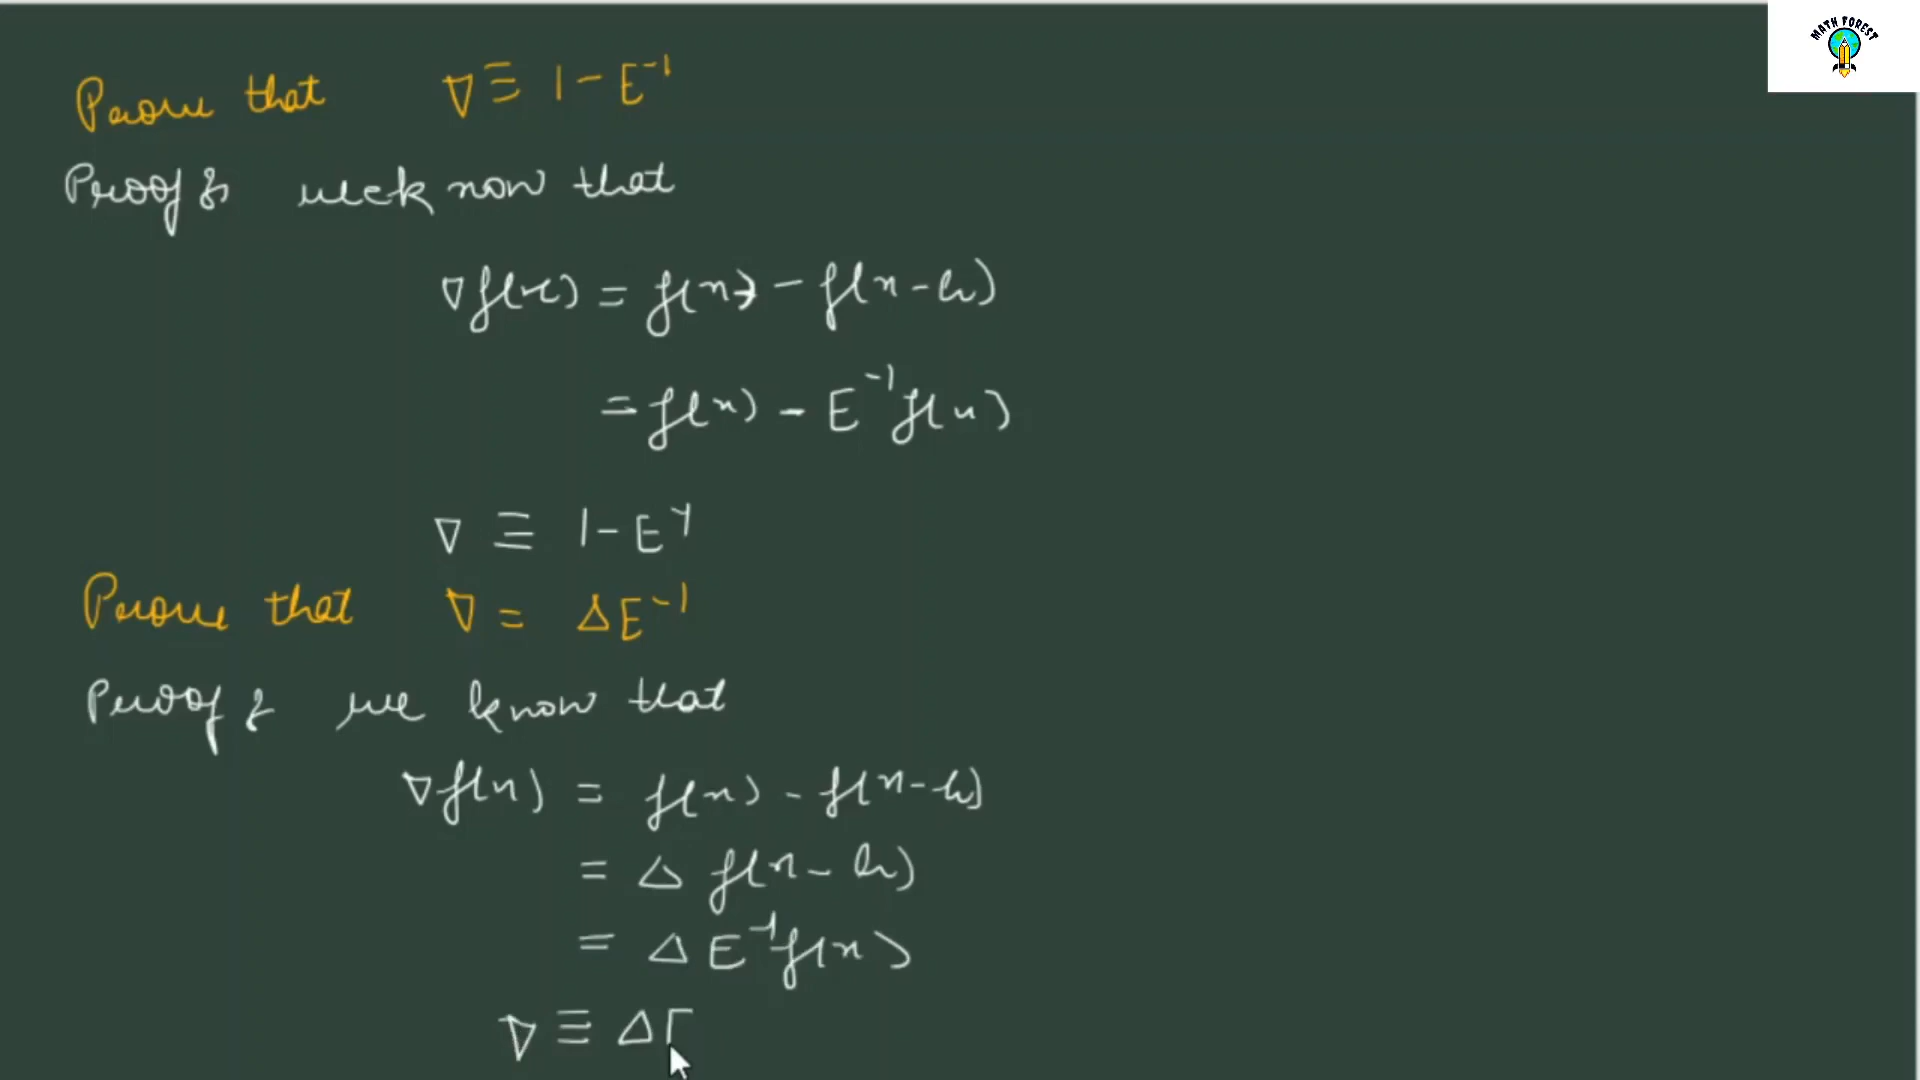 MATH FOREST
Prove that ∇ ≡ 1 - E⁻¹
Proof: we know that
∇f(x) = f(x) - f(x-h)
= f(x) - E⁻¹f(x)
∇ ≡ 1 - E⁻¹
Prove that ∇ = ΔE⁻¹
Proof: we know that
∇f(x) = f(x) - f(x-h)
= Δ f(x-h)
= Δ E⁻¹f(x)
∇ ≡ Δ